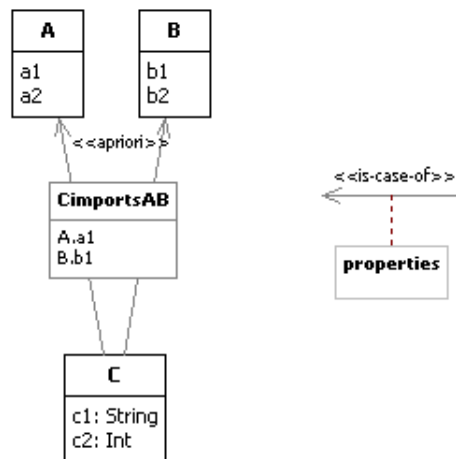 A
a1
a2
B
b1
b2
<<apriori>>
CimportsAB
A.a1
B.b1
<<is-case-of>>
properties
C
c1: String
c2: Int